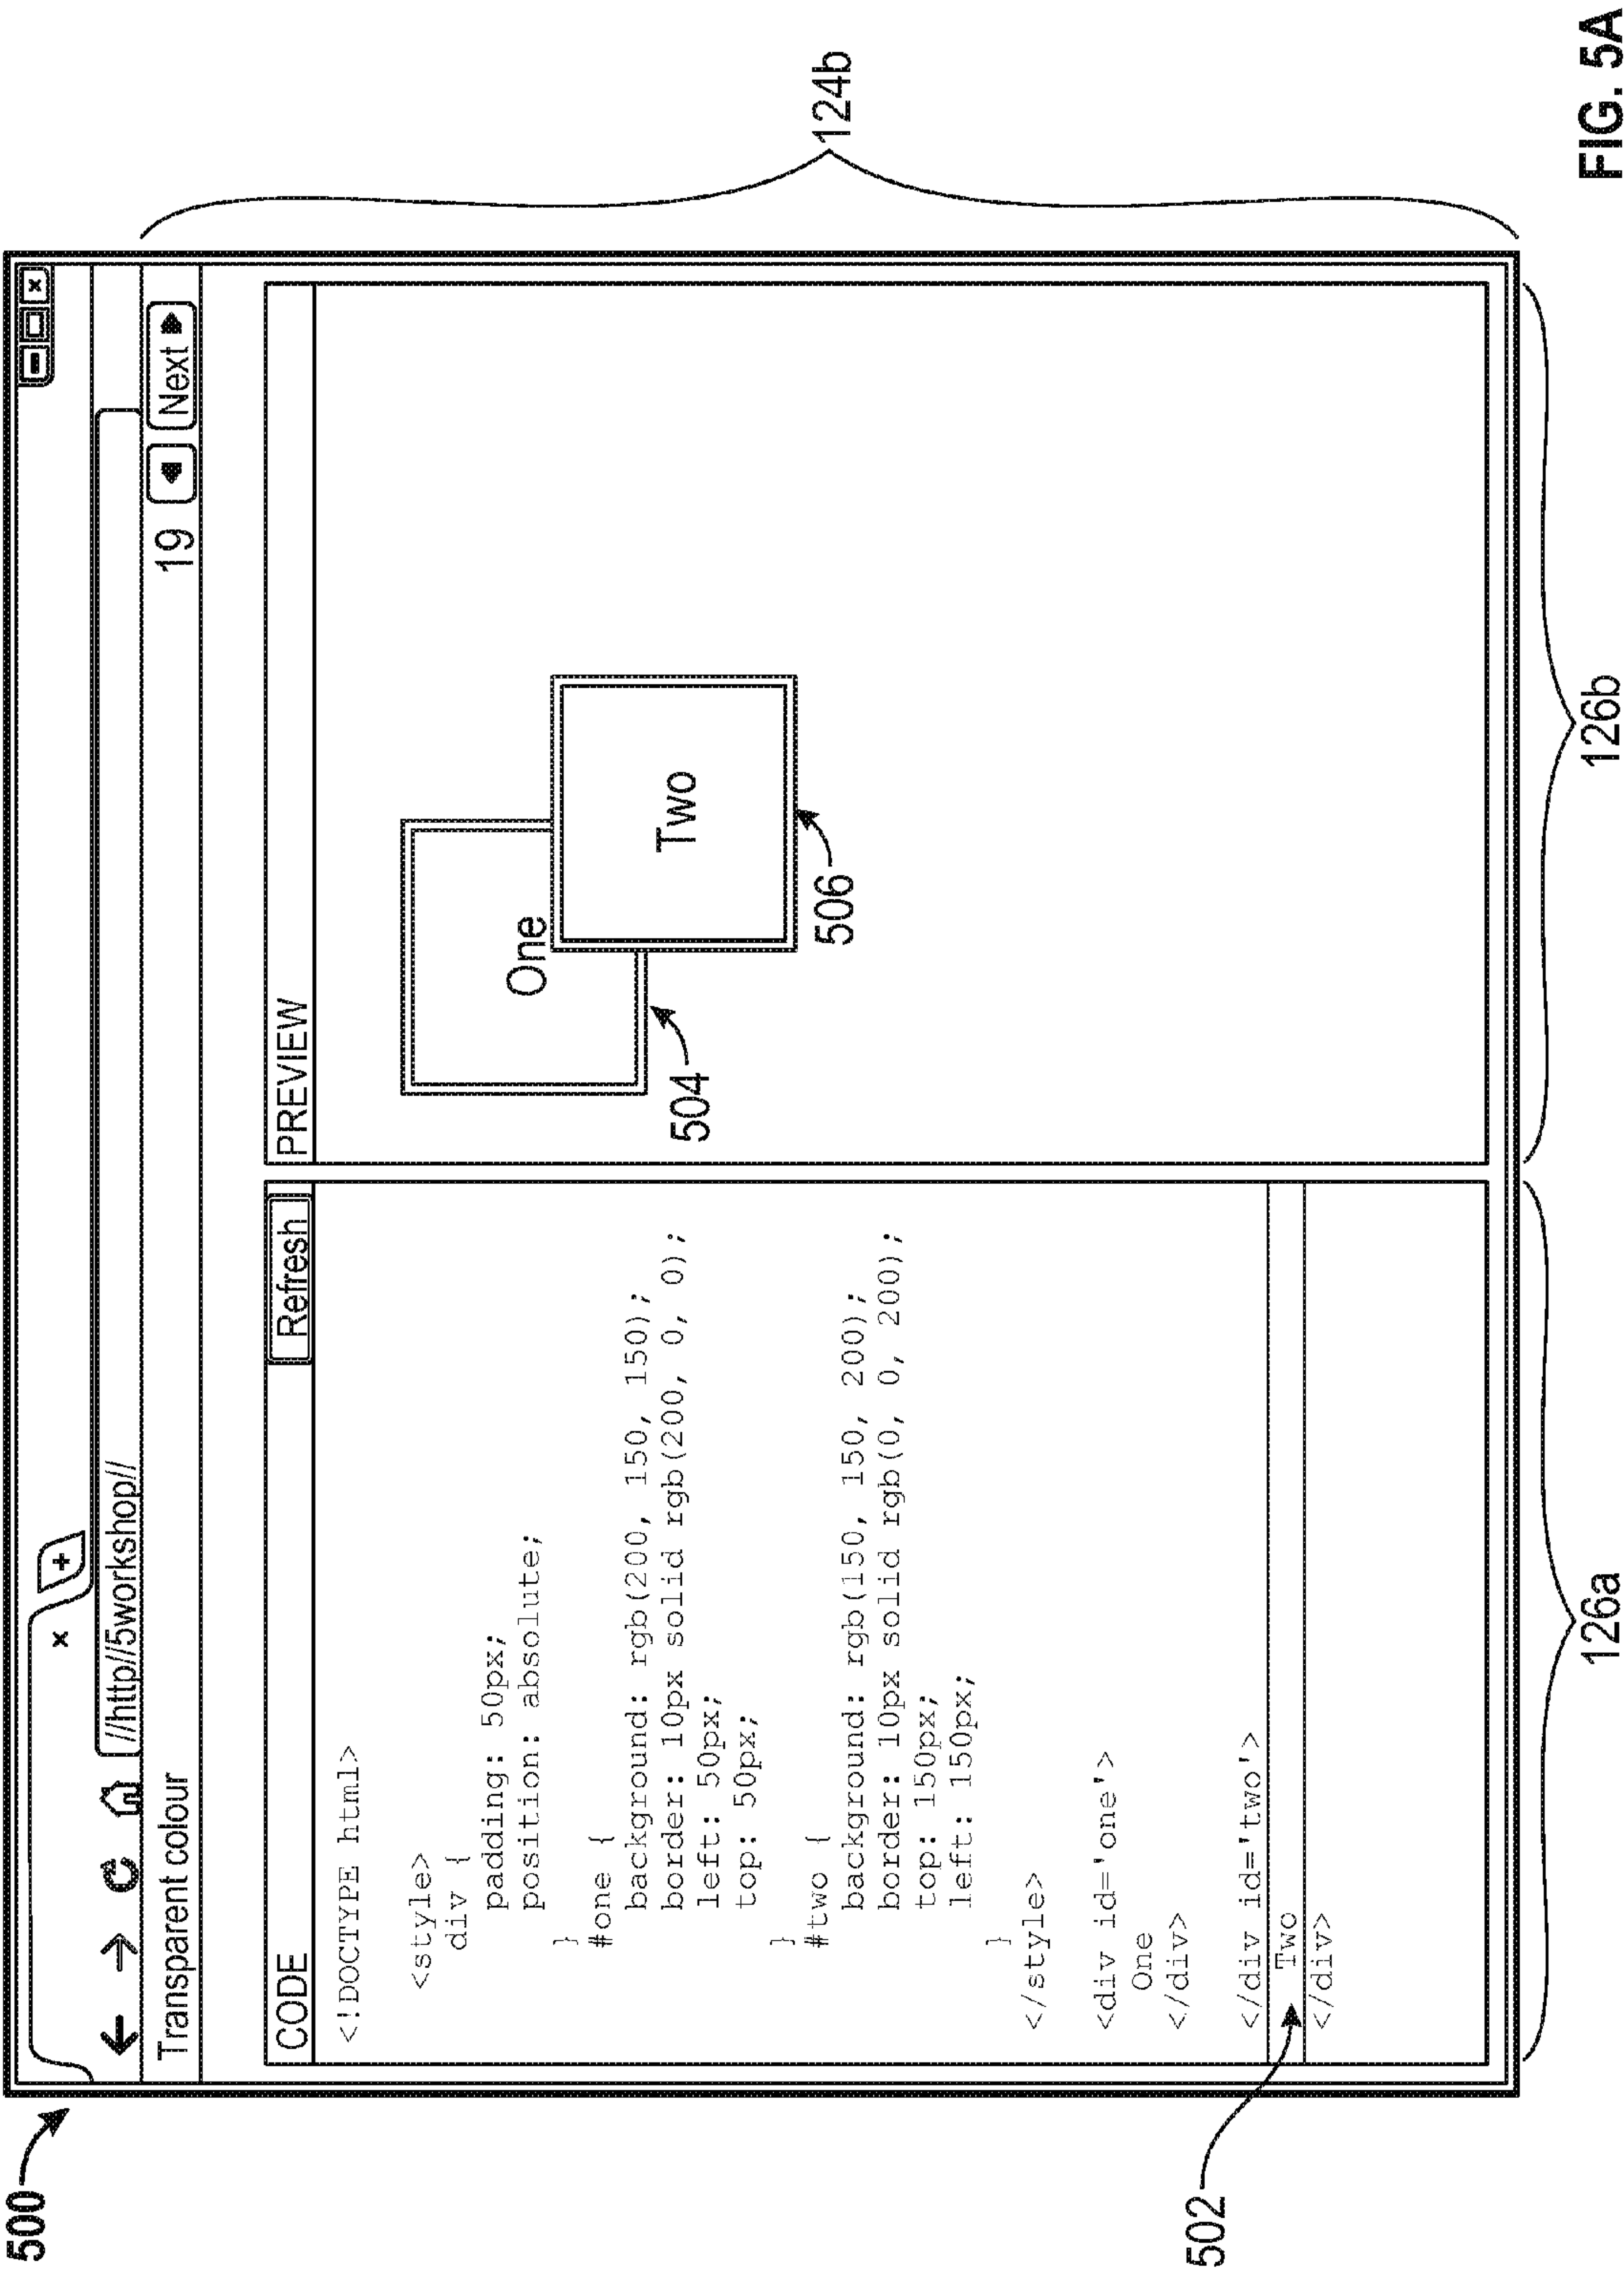 500
×
+
//http//5workshop//
Transparent colour
19
Next
CODE
Refresh
<!DOCTYPE html>
<style>
div {
padding: 50px;
position: absolute;
}
#one {
background: rgb(200, 150, 150);
border: 10px solid rgb(200, 0, 0);
left: 50px;
top: 50px;
}
#two {
background: rgb(150, 150, 200);
border: 10px solid rgb(0, 0, 200);
top: 150px;
left: 150px;
}
</style>
<div id='one'>
One
</div>
</div id='two'>
Two
</div>
502
PREVIEW
One
Two
504
506
124b
126a
126b
FIG. 5A